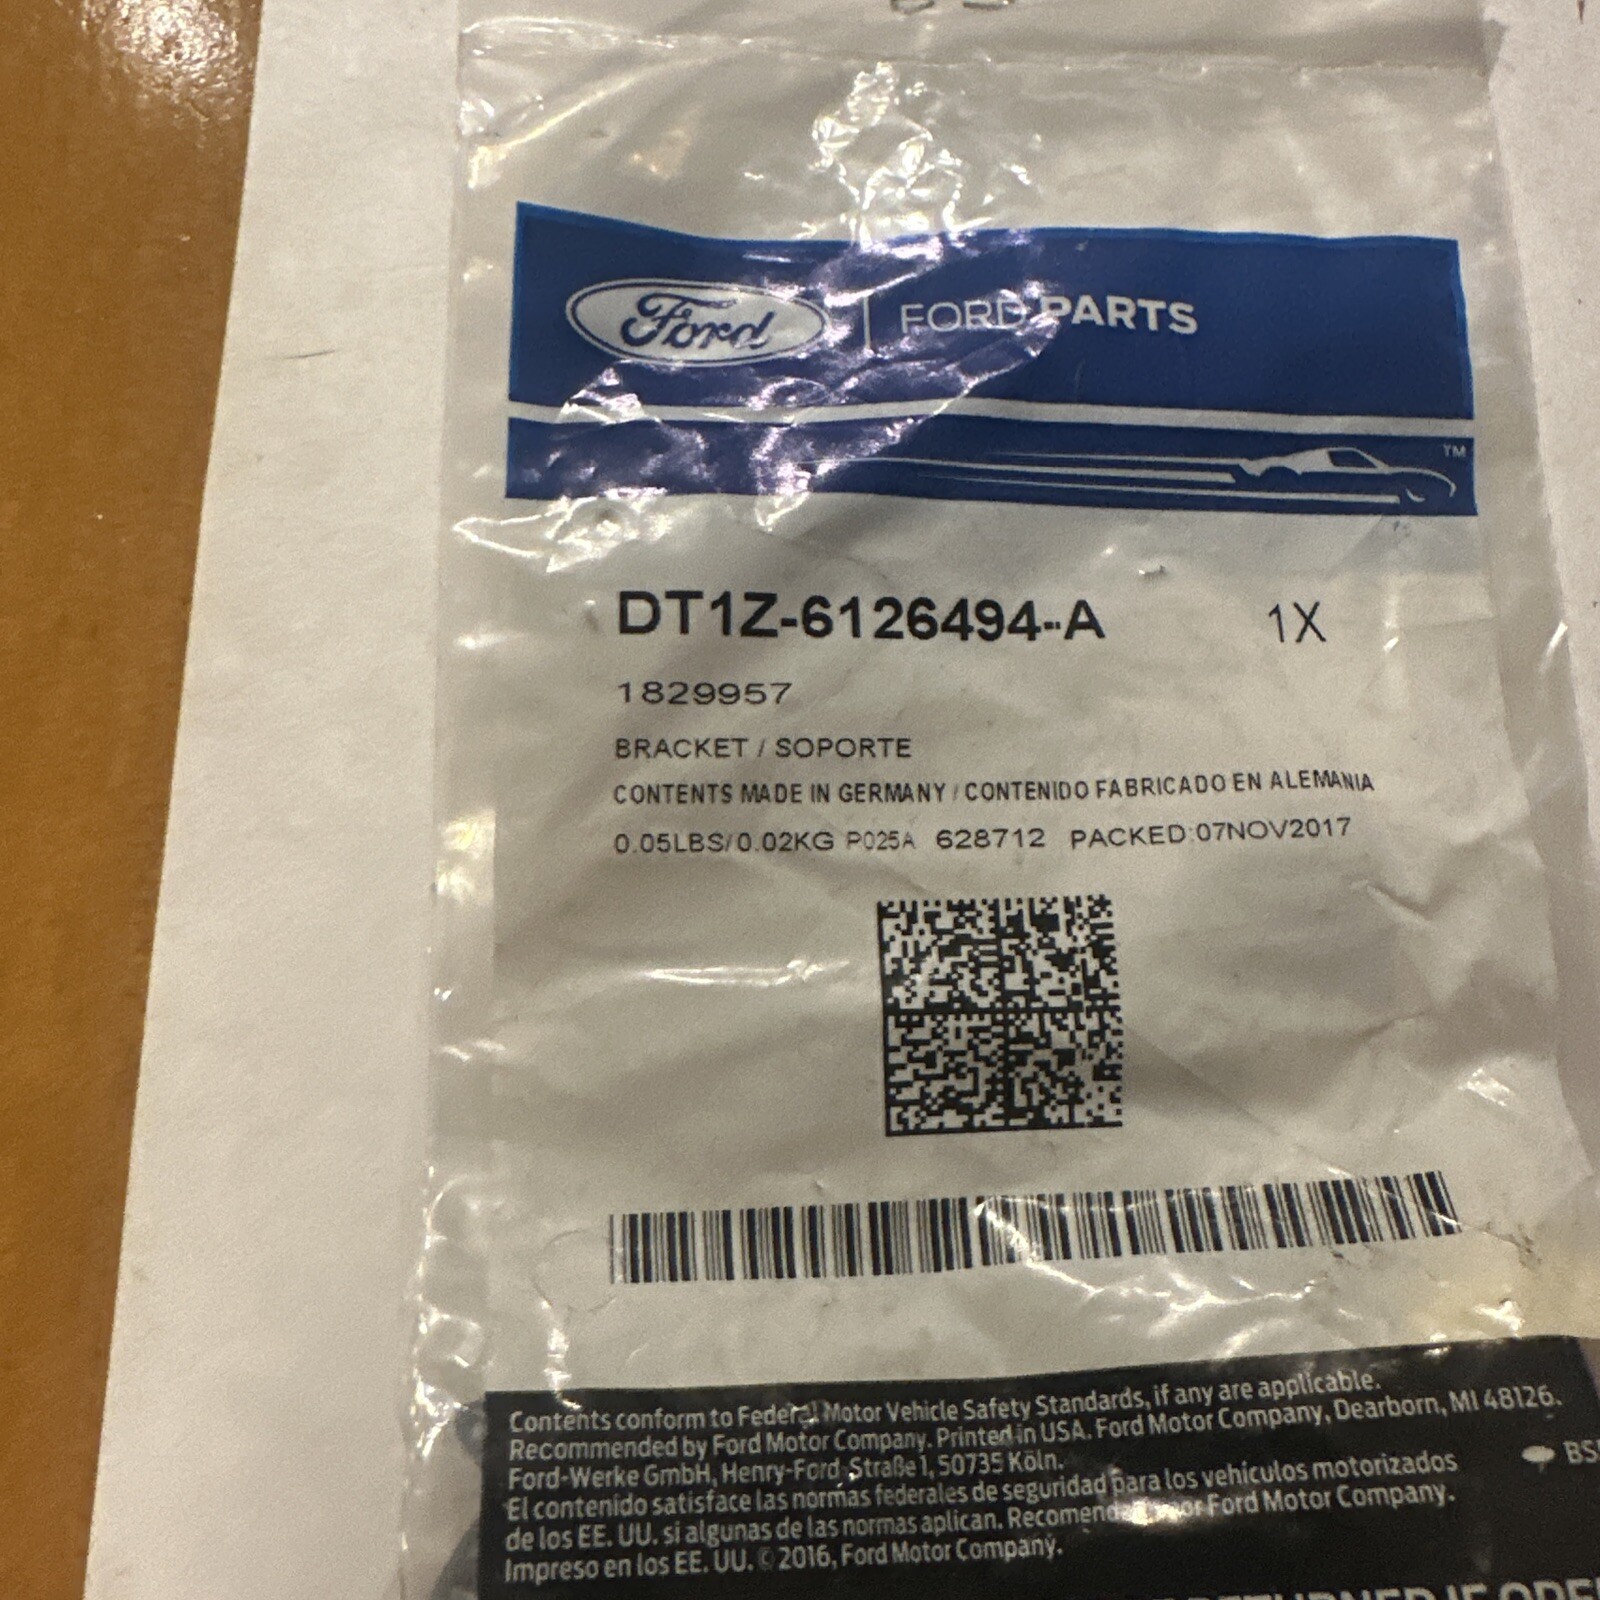 Ford | FORD PARTS
TM
DT1Z-6126494-A 1X
1829957
BRACKET / SOPORTE
CONTENTS MADE IN GERMANY / CONTENIDO FABRICADO EN ALEMANIA
0.05LBS/0.02KG P025A 628712 PACKED:07NOV2017
Contents conform to Federal Motor Vehicle Safety Standards, if any are applicable.
Recommended by Ford Motor Company. Printed in USA. Ford Motor Company, Dearborn, MI 48126.
Ford-Werke GmbH, Henry-Ford-Straße 1, 50735 Köln.
El contenido satisface las normas federales de seguridad para los vehículos motorizados
de los EE. UU. si algunas de las normas aplican. Recomendado por Ford Motor Company.
Impreso en los EE. UU. © 2016, Ford Motor Company.